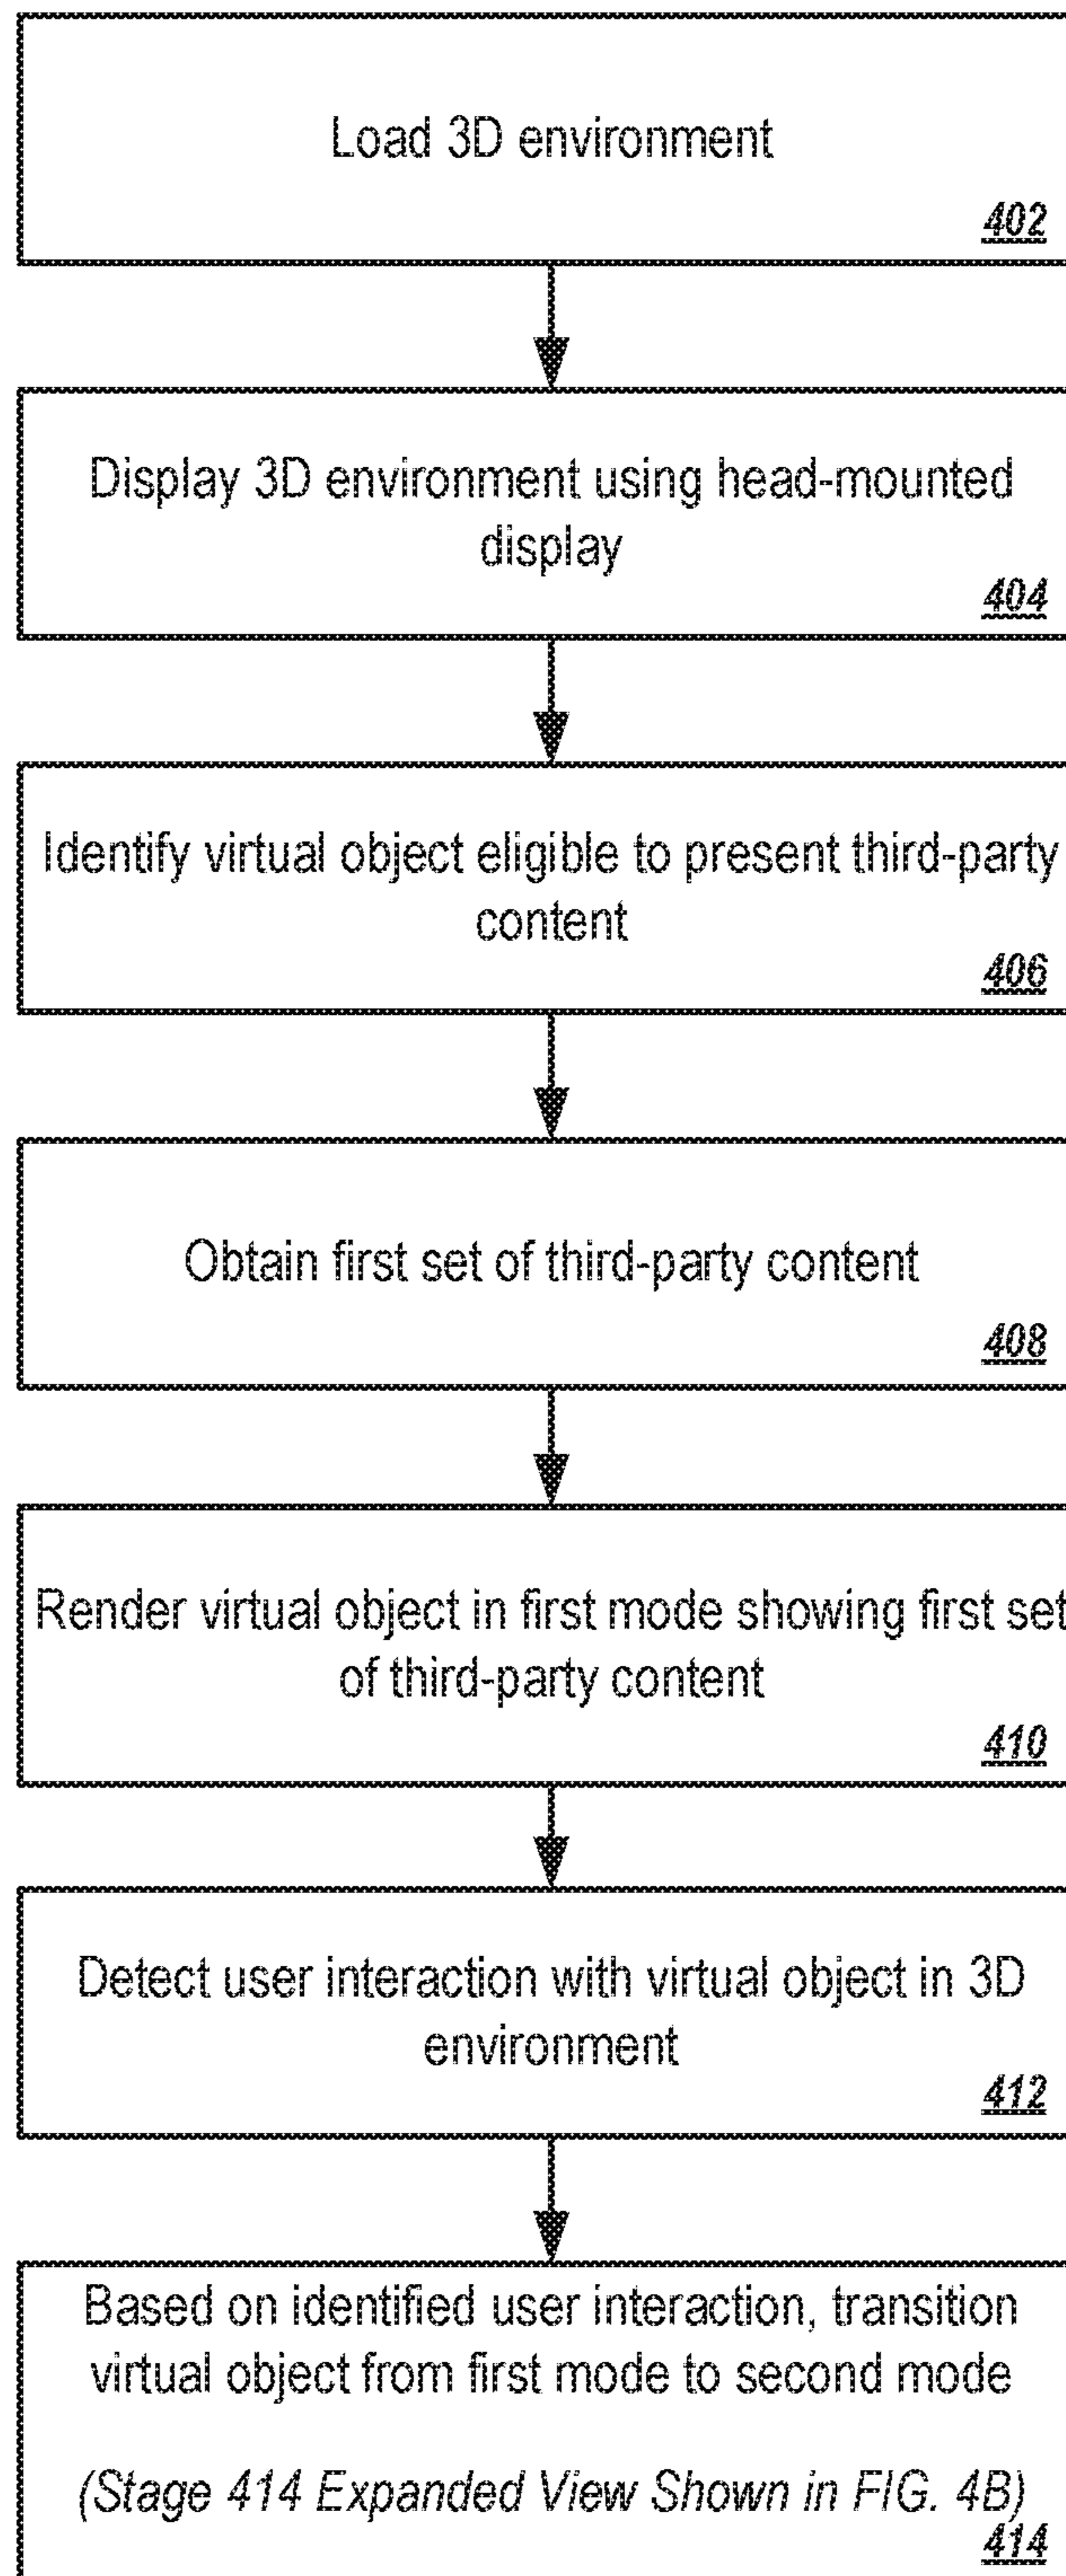 Load 3D environment
402
Display 3D environment using head-mounted
display
404
Identify virtual object eligible to present third-party
content
406
Obtain first set of third-party content
408
Render virtual object in first mode showing first set
of third-party content
410
Detect user interaction with virtual object in 3D
environment
412
Based on identified user interaction, transition
virtual object from first mode to second mode
(Stage 414 Expanded View Shown in FIG. 4B)
414